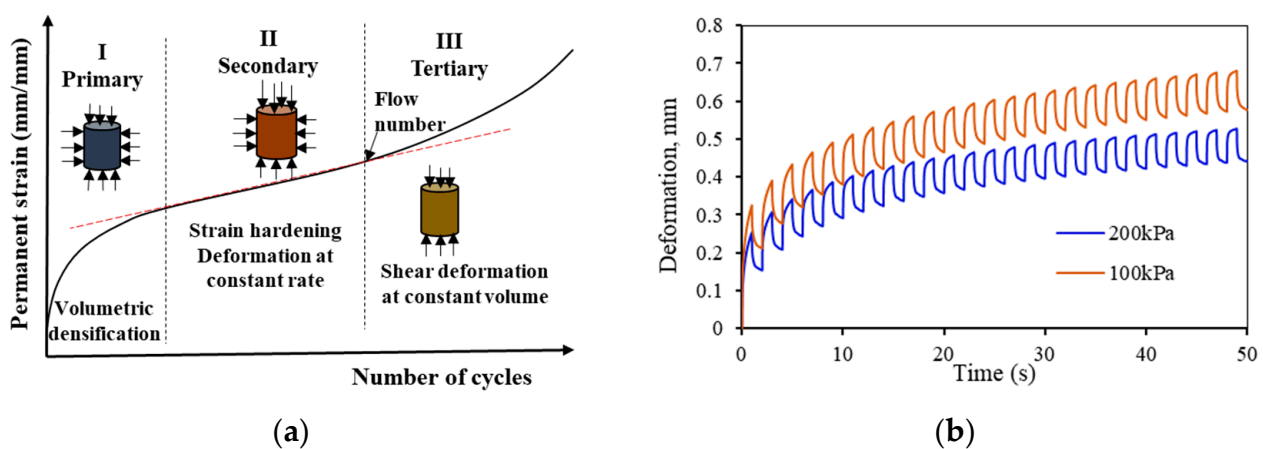 Permanent strain (mm/mm)
I
Primary
II
Secondary
III
Tertiary
Flow
number
Strain hardening
Deformation at
constant rate
Shear deformation
at constant volume
Volumetric
densification
Number of cycles
(a)
Deformation, mm
0.8
0.7
0.6
0.5
0.4
0.3
0.2
0.1
0
200kPa
100kPa
0 10 20 30 40 50
Time (s)
(b)